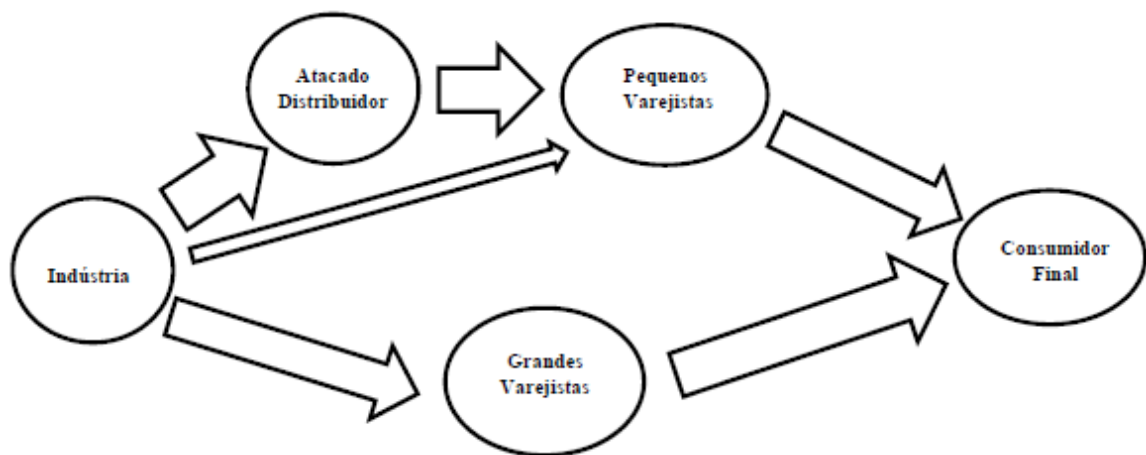 Atacado
Distribuidor
Pequenos
Varejistas
Indústria
Consumidor
Final
Grandes
Varejistas